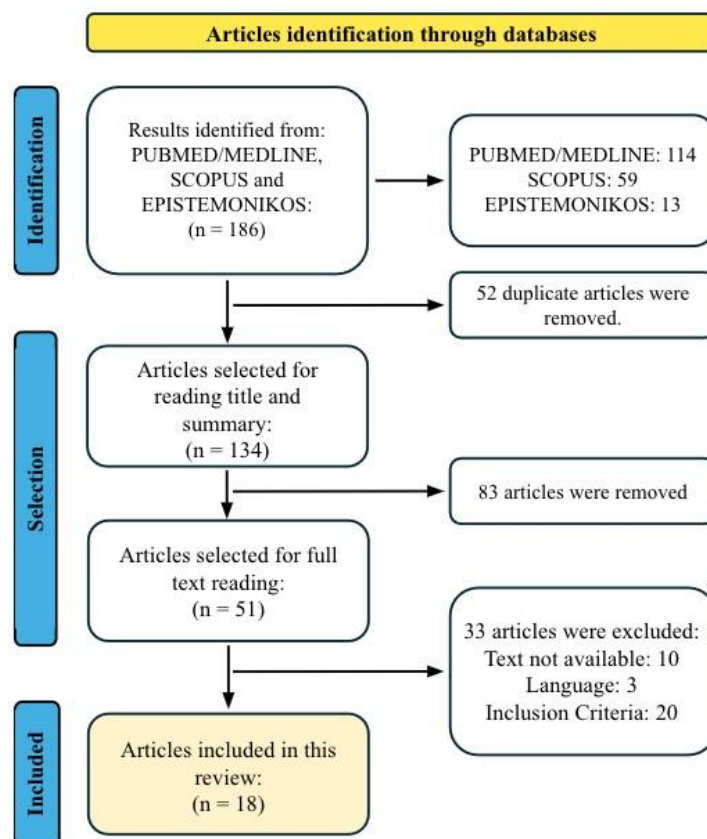 Articles identification through databases
Identification
Results identified from:
PUBMED/MEDLINE,
SCOPUS and
EPISTEMONIKOS:
(n = 186)
PUBMED/MEDLINE: 114
SCOPUS: 59
EPISTEMONIKOS: 13
52 duplicate articles were
removed.
Selection
Articles selected for
reading title and
summary:
(n = 134)
83 articles were removed
Articles selected for full
text reading:
(n = 51)
33 articles were excluded:
Text not available: 10
Language: 3
Inclusion Criteria: 20
Included
Articles included in this
review:
(n = 18)